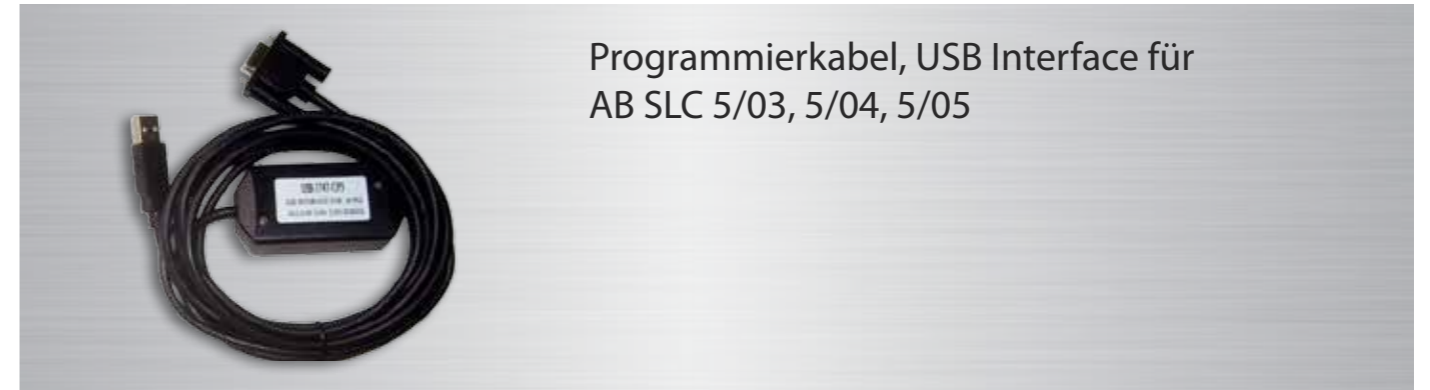 Programmierkabel, USB Interface für
AB SLC 5/03, 5/04, 5/05